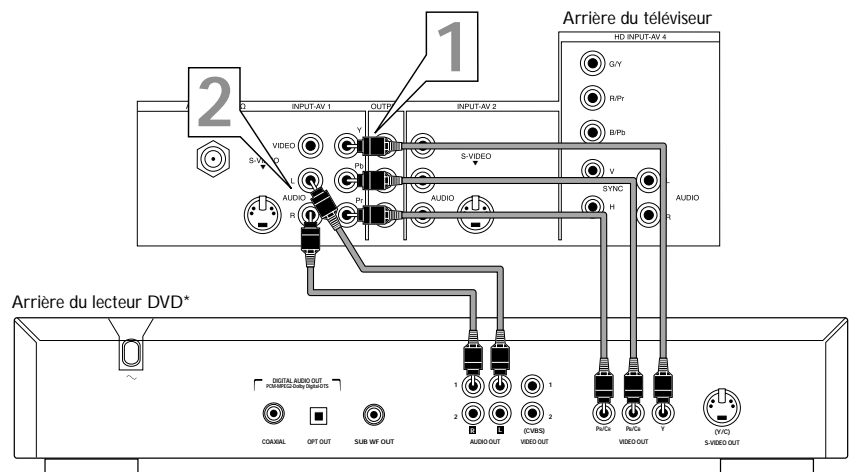 Arrière du téléviseur
HD INPUT-AV 4
1
G/Y
R/Pr
B/Pb
V
SYNC
H
L
AUDIO
R
2
INPUT-AV 1
INPUT-AV 2
VIDEO
Y
S-VIDEO
Pb
L
AUDIO
R
Pr
S-VIDEO
AUDIO
Arrière du lecteur DVD*
DIGITAL AUDIO OUT
PCM-MPEG2-Dolby Digital-DTS
COAXIAL
OPT OUT
SUB WF OUT
1
2
R
L
AUDIO OUT
1
2
(CVBS)
VIDEO OUT
PR/CR
PB/CB
Y
VIDEO OUT
(Y/C)
S-VIDEO OUT